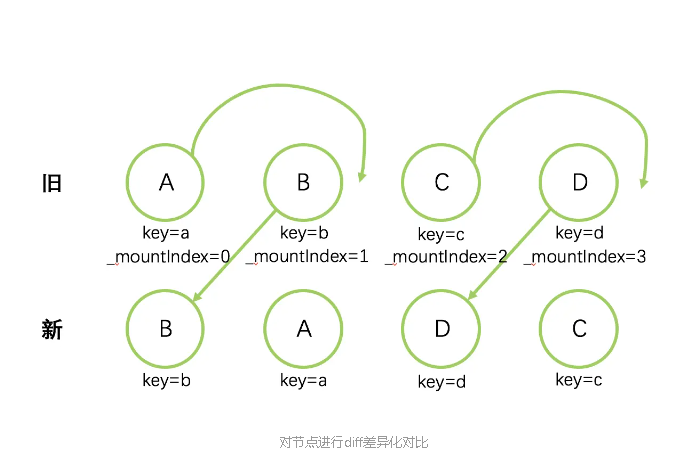 旧
A B C D
key=a key=b key=c key=d
_mountIndex=0 _mountIndex=1 _mountIndex=2 _mountIndex=3
新
B A D C
key=b key=a key=d key=c
对节点进行diff差异化对比